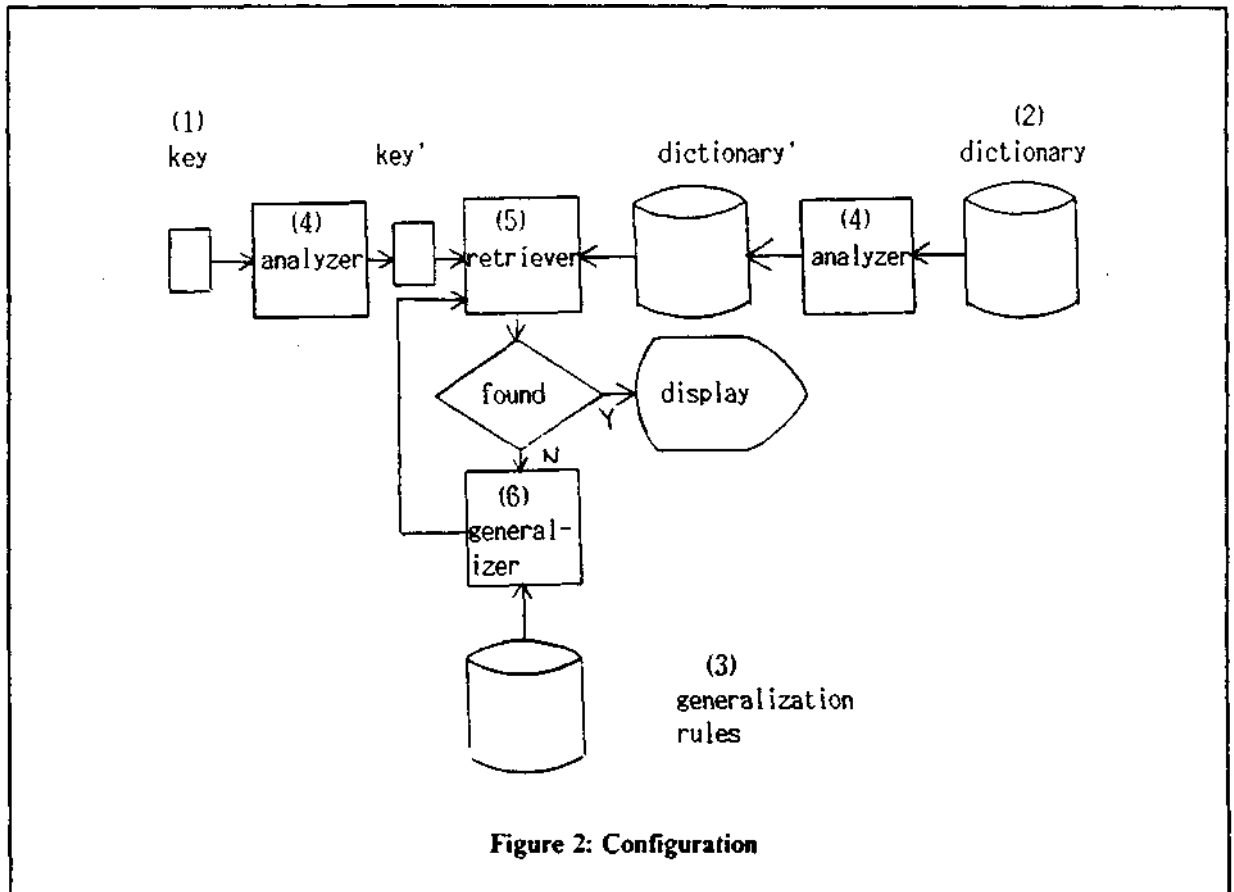 (1)
key
key'
dictionary'
(2)
dictionary
(4)
analyzer
(5)
retriever
(4)
analyzer
found
Y
display
N
(6)
general-
izer
(3)
generalization
rules
Figure 2: Configuration